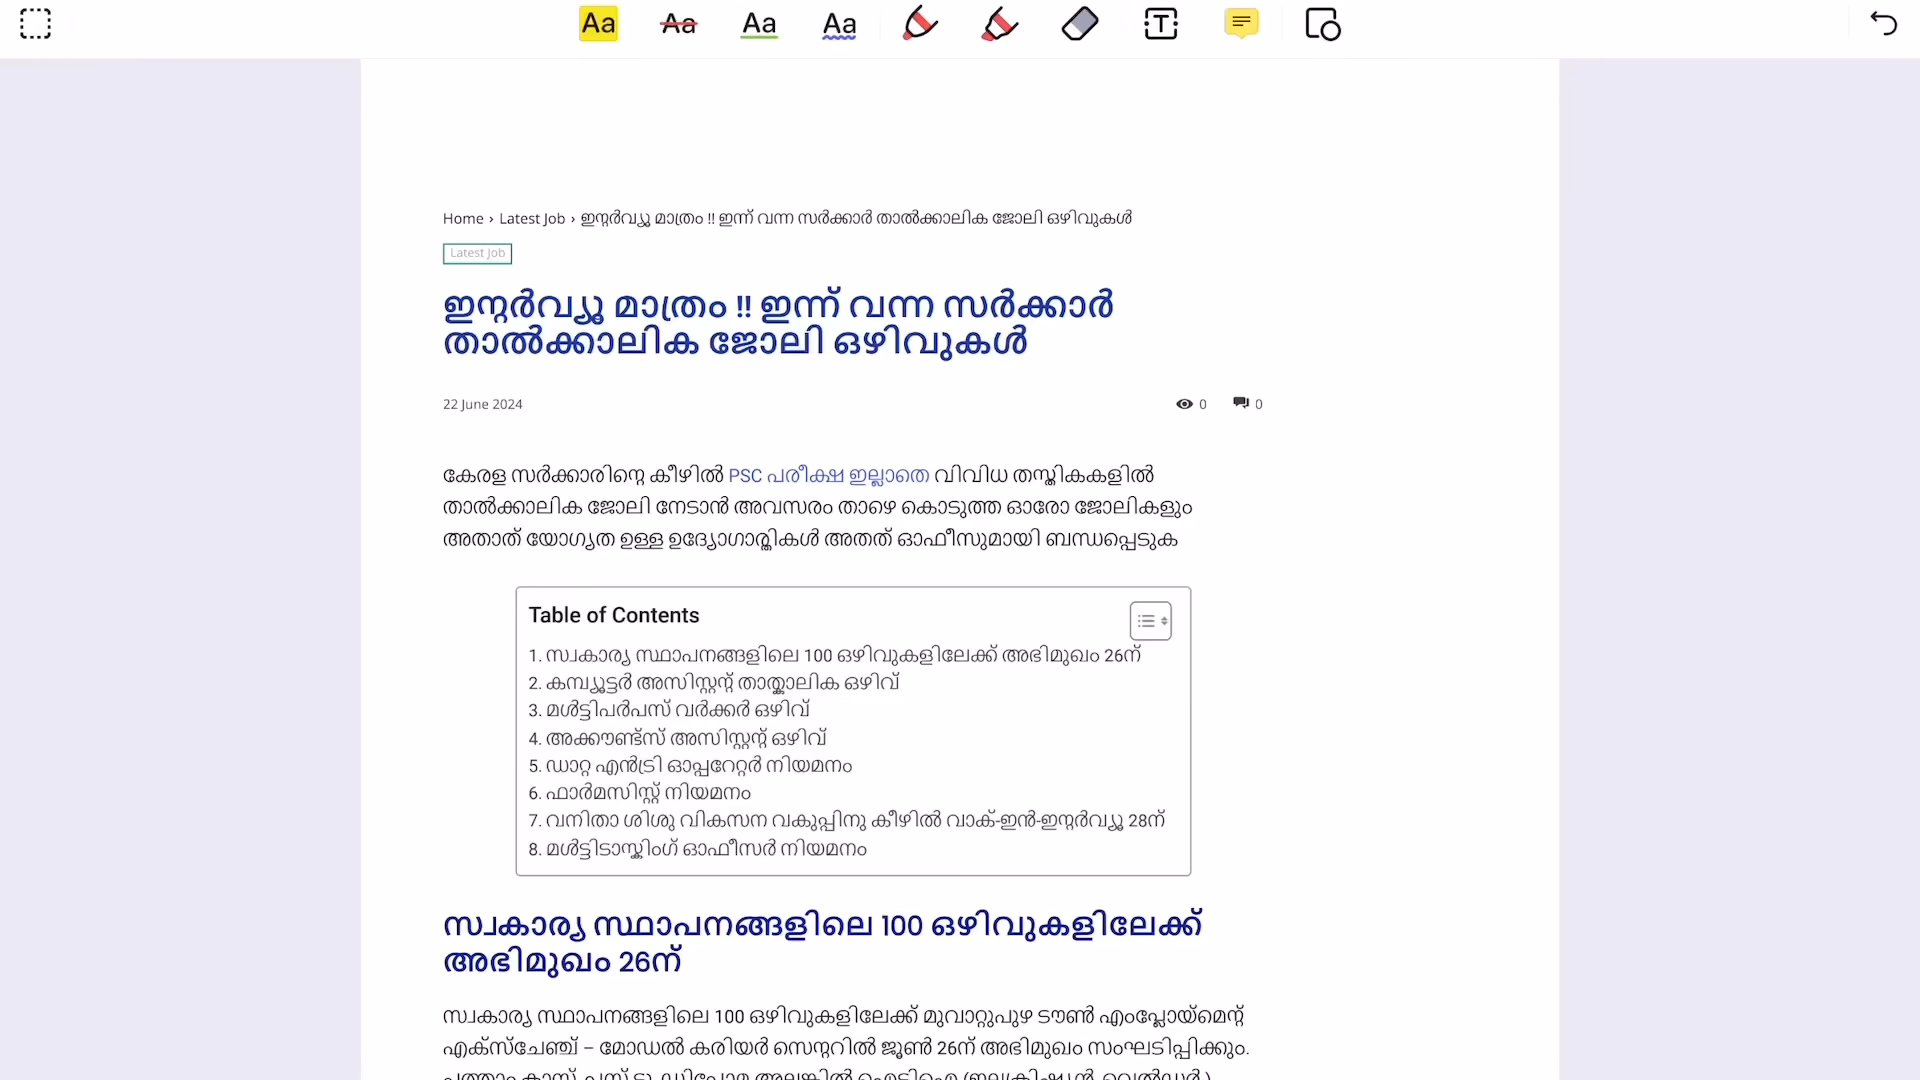 Aa Aa Aa Aa T
Home › Latest Job › ഇന്റർവ്യൂ മാത്രം !! ഇന്ന് വന്ന സർക്കാർ താൽക്കാലിക ജോലി ഒഴിവുകൾ
Latest Job
ഇന്റർവ്യൂ മാത്രം !! ഇന്ന് വന്ന സർക്കാർ
താൽക്കാലിക ജോലി ഒഴിവുകൾ
22 June 2024 0 0
കേരള സർക്കാരിന്റെ കീഴിൽ PSC പരീക്ഷ ഇല്ലാതെ വിവിധ തസ്തികകളിൽ
താൽക്കാലിക ജോലി നേടാൻ അവസരം താഴെ കൊടുത്ത ഓരോ ജോലികളും
അതാത് യോഗ്യത ഉള്ള ഉദ്യോഗാര്ത്തികൾ അതത് ഓഫീസുമായി ബന്ധപ്പെടുക
Table of Contents
1. സ്വകാര്യ സ്ഥാപനങ്ങളിലെ 100 ഒഴിവുകളിലേക്ക് അഭിമുഖം 26ന്
2. കമ്പ്യൂട്ടർ അസിസ്റ്റന്റ് താത്കാലിക ഒഴിവ്
3. മൾട്ടിപർപസ് വർക്കർ ഒഴിവ്
4. അക്കൗണ്ട്സ് അസിസ്റ്റന്റ് ഒഴിവ്
5. ഡാറ്റ എൻട്രി ഓപ്പറേറ്റർ നിയമനം
6. ഫാർമസിസ്റ്റ് നിയമനം
7. വനിതാ ശിശു വികസന വകുപ്പിനു കീഴിൽ വാക്-ഇൻ-ഇന്റർവ്യൂ 28ന്
8. മൾട്ടിടാസ്കിംഗ് ഓഫീസർ നിയമനം
സ്വകാര്യ സ്ഥാപനങ്ങളിലെ 100 ഒഴിവുകളിലേക്ക്
അഭിമുഖം 26ന്
സ്വകാര്യ സ്ഥാപനങ്ങളിലെ 100 ഒഴിവുകളിലേക്ക് മുവാറ്റുപുഴ ടൗൺ എംപ്ലോയ്മെന്റ്
എക്സ്ചേഞ്ച് – മോഡൽ കരിയർ സെന്ററിൽ ജൂൺ 26ന് അഭിമുഖം സംഘടിപ്പിക്കും.